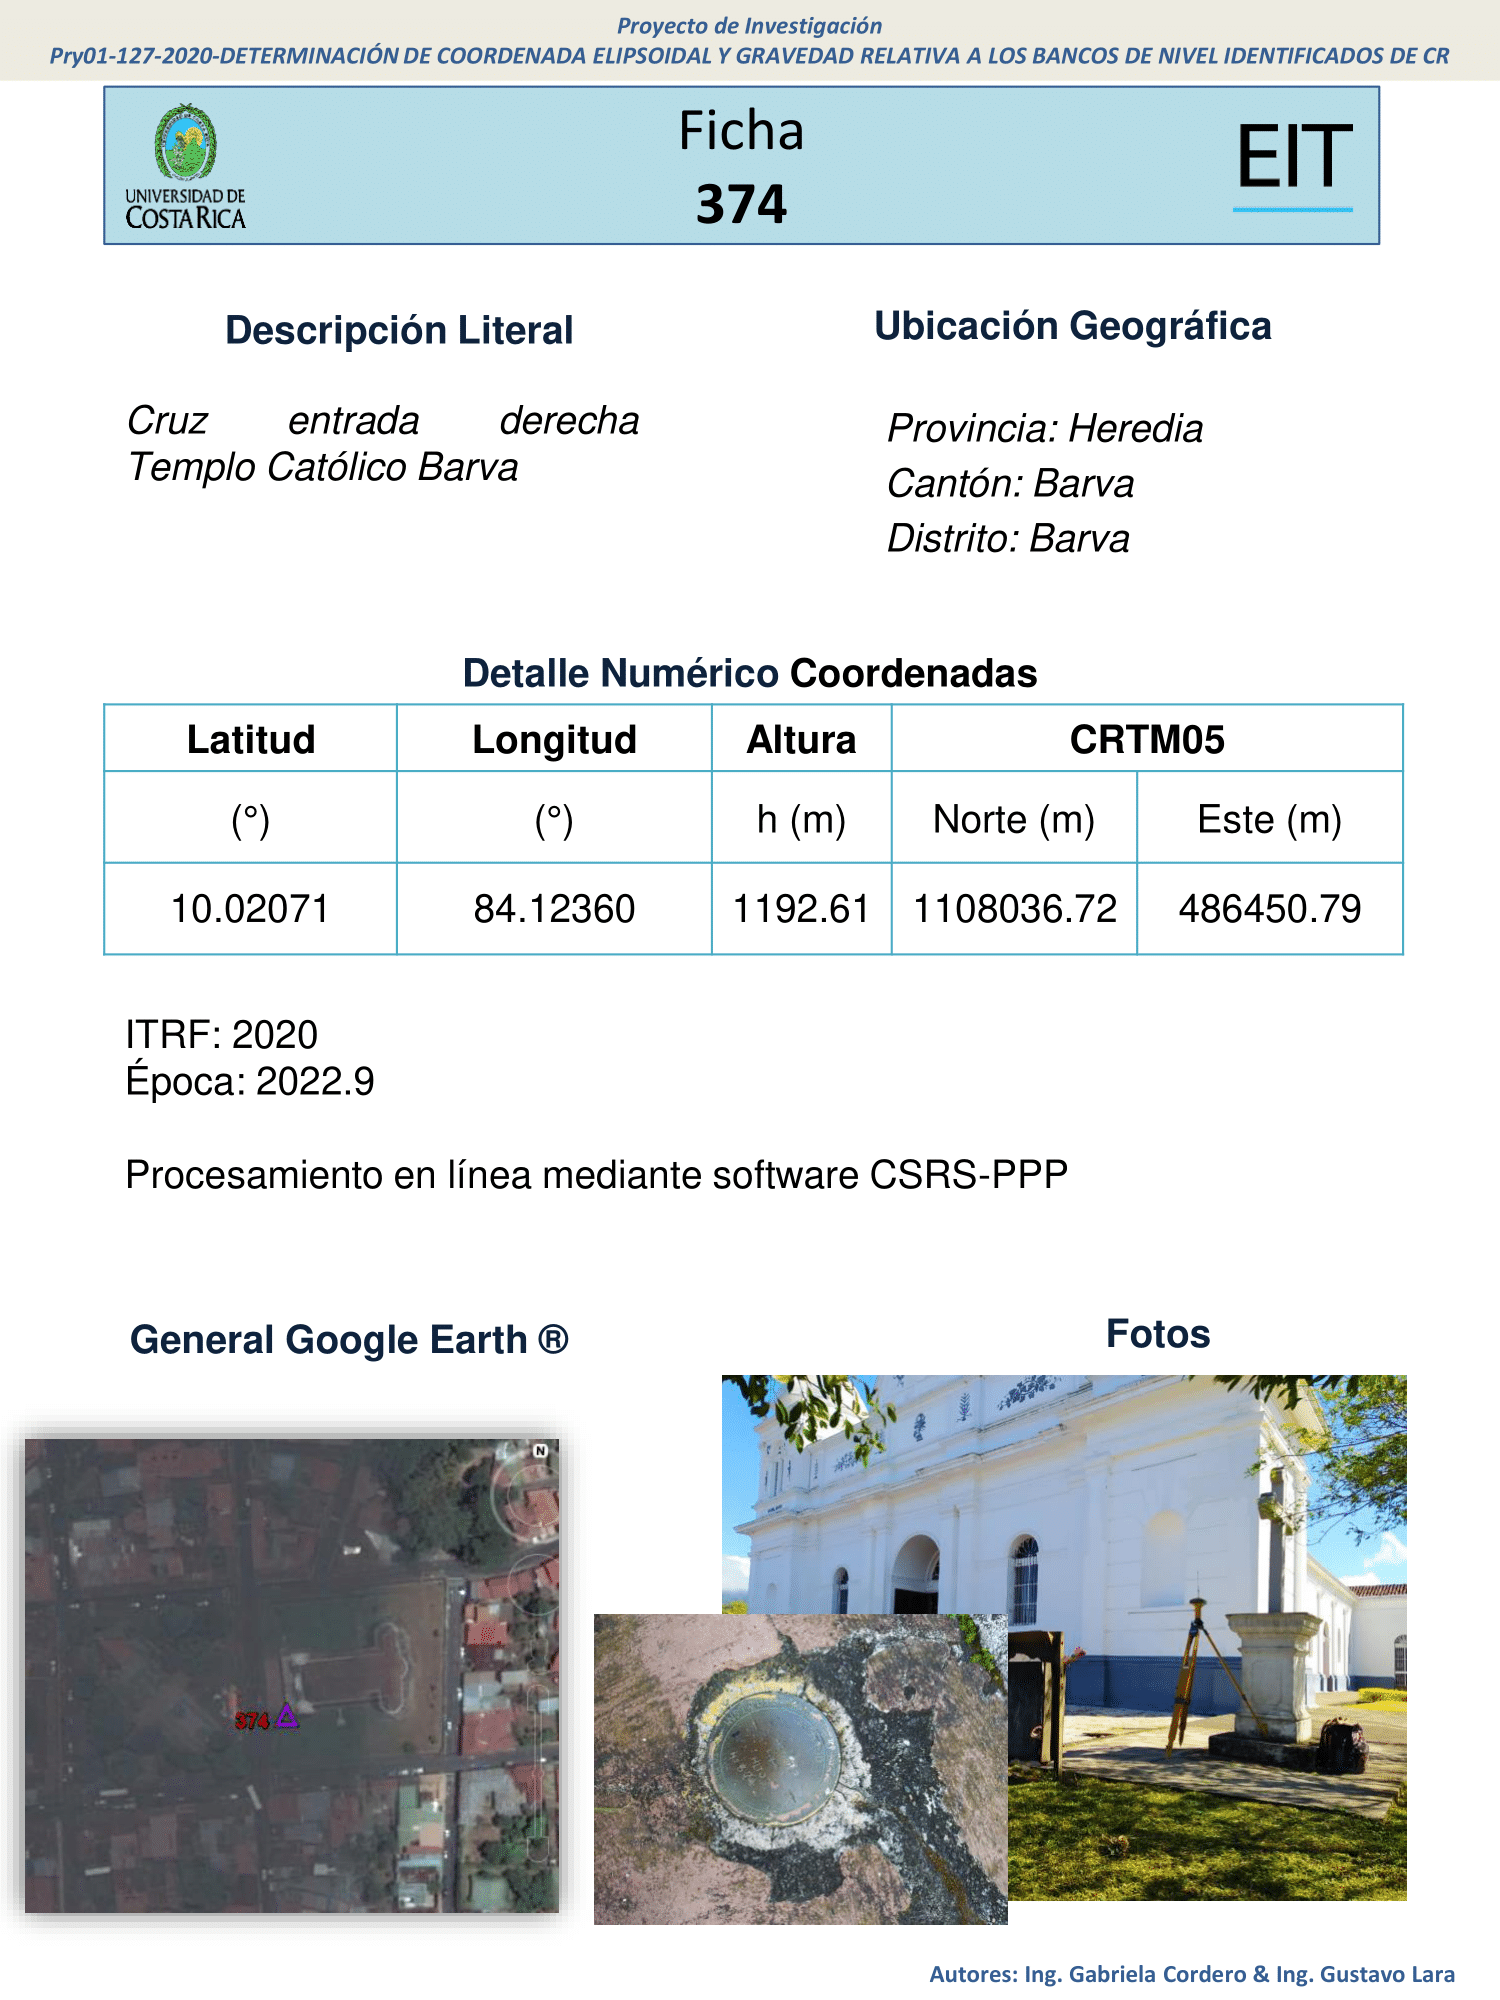 Proyecto de Investigación
Pry01-127-2020-DETERMINACIÓN DE COORDENADA ELIPSOIDAL Y GRAVEDAD RELATIVA A LOS BANCOS DE NIVEL IDENTIFICADOS DE CR
UNIVERSIDAD DE
COSTA RICA
Ficha
374
EIT
Descripción Literal
Cruz entrada derecha
Templo Católico Barva
Ubicación Geográfica
Provincia: Heredia
Cantón: Barva
Distrito: Barva
Detalle Numérico Coordenadas
Latitud Longitud Altura CRTM05
(°) (°) h (m) Norte (m) Este (m)
10.02071 84.12360 1192.61 1108036.72 486450.79
ITRF: 2020
Época: 2022.9
Procesamiento en línea mediante software CSRS-PPP
General Google Earth ®
Fotos
N
374
Autores: Ing. Gabriela Cordero & Ing. Gustavo Lara